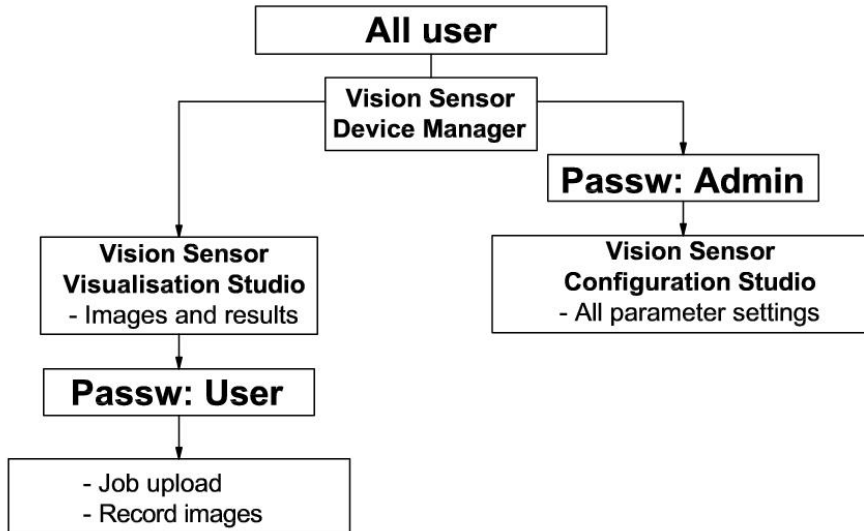 All user
Vision Sensor
Device Manager
Passw: Admin
Vision Sensor
Visualisation Studio
- Images and results
Vision Sensor
Configuration Studio
- All parameter settings
Passw: User
- Job upload
- Record images